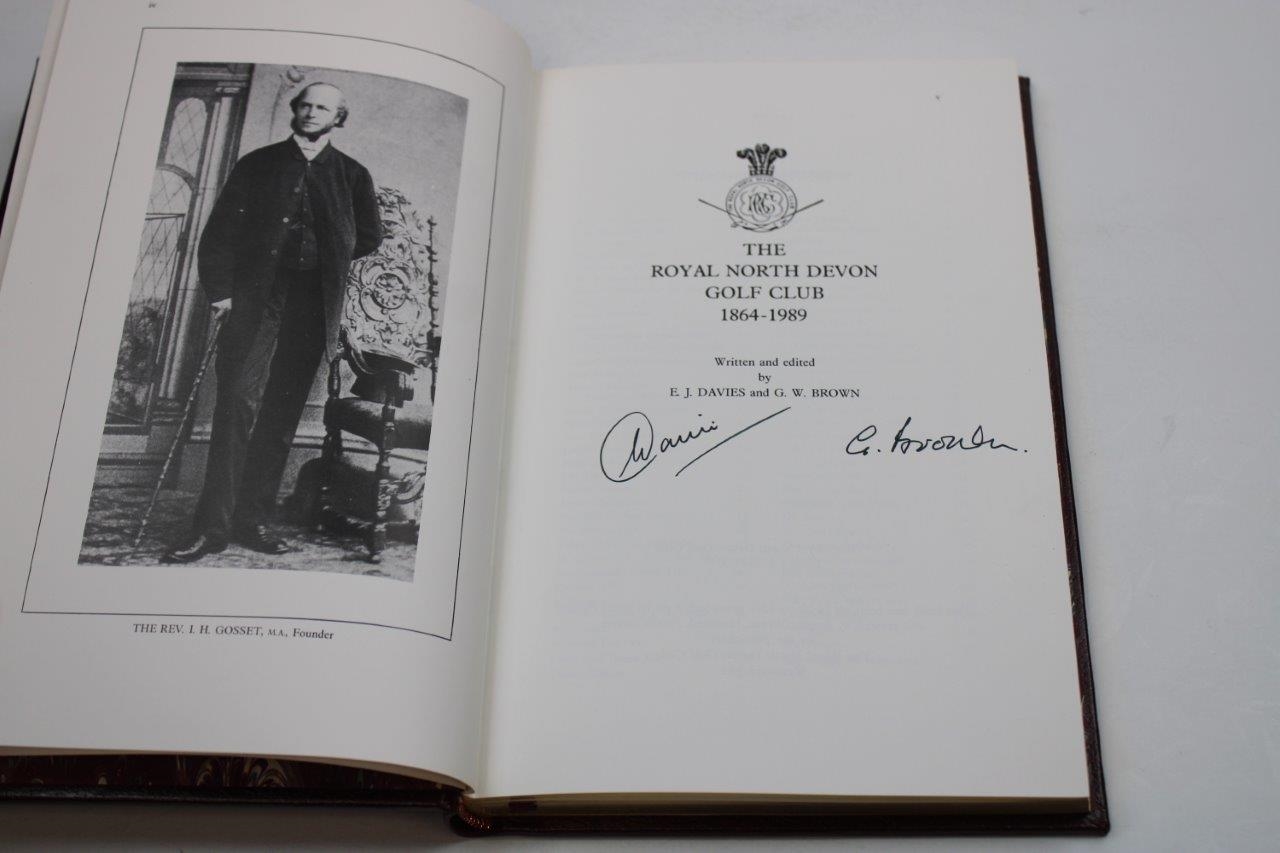 THE REV. I. H. GOSSET, M.A., Founder
THE
ROYAL NORTH DEVON
GOLF CLUB
1864-1989
Written and edited
by
E. J. DAVIES and G. W. BROWN
G. Brown.